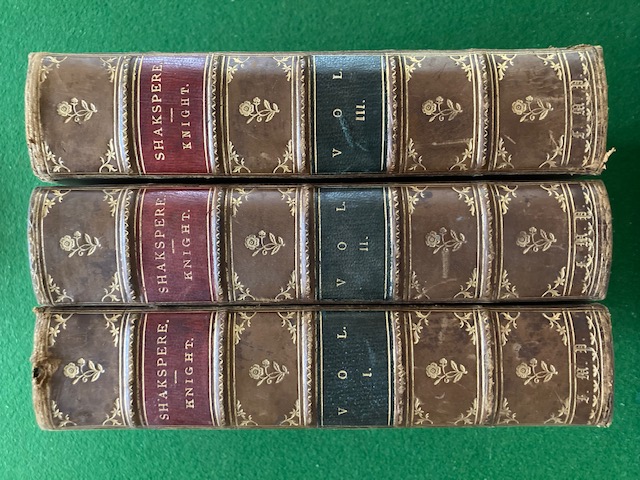 SHAKSPERE.
KNIGHT.
VOL.
III.
SHAKSPERE.
KNIGHT.
VOL.
II.
SHAKSPERE.
KNIGHT.
VOL.
I.